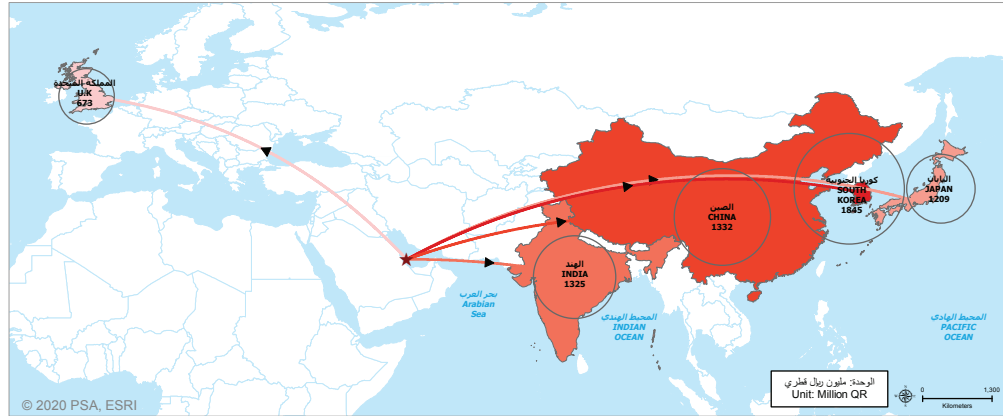 المملكة المتحدة
U.K
673
الصين
CHINA
1332
كوريا الجنوبية
SOUTH
KOREA
1845
اليابان
JAPAN
1209
الهند
INDIA
1325
بحر العرب
Arabian
Sea
المحيط الهندي
INDIAN
OCEAN
المحيط الهادي
PACIFIC
OCEAN
الوحدة: مليون ريال قطري
Unit: Million QR
0 1,300
Kilometers
© 2020 PSA, ESRI